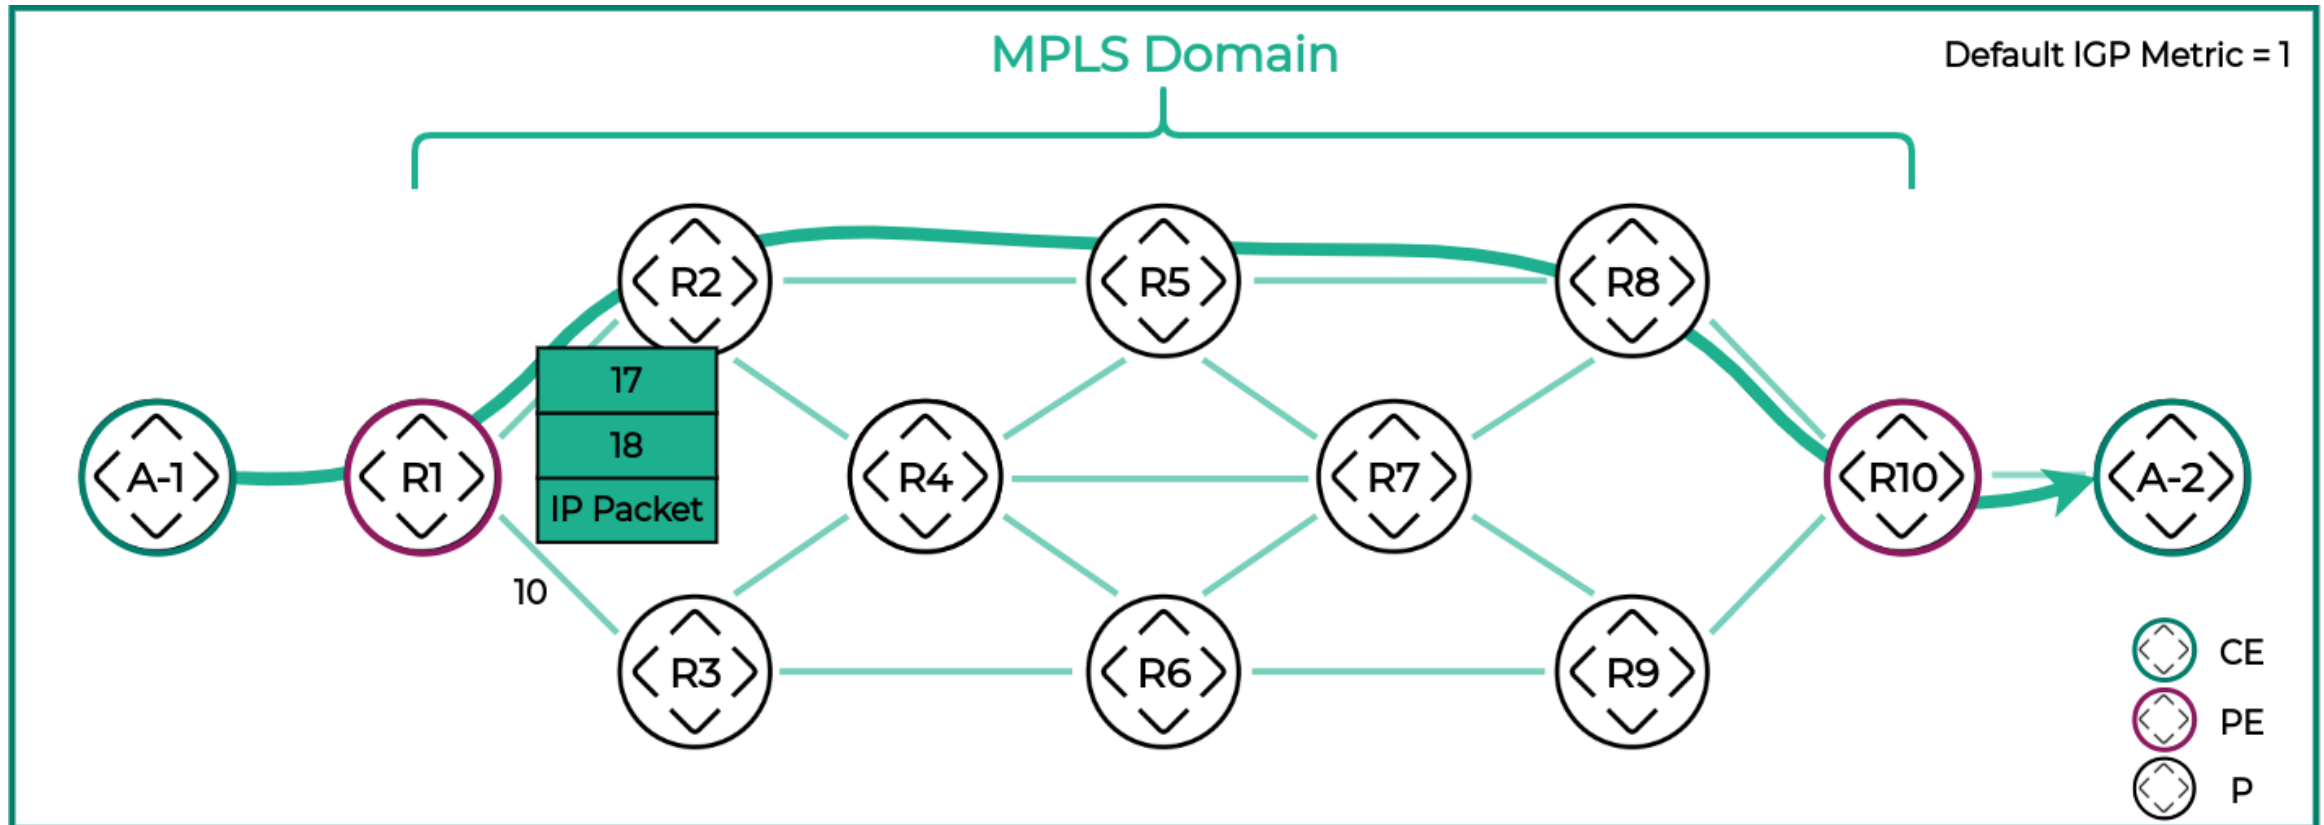 MPLS Domain
Default IGP Metric = 1
R2
R5
R8
17
18
IP Packet
A-1
R1
R4
R7
R10
A-2
10
R3
R6
R9
CE
PE
P